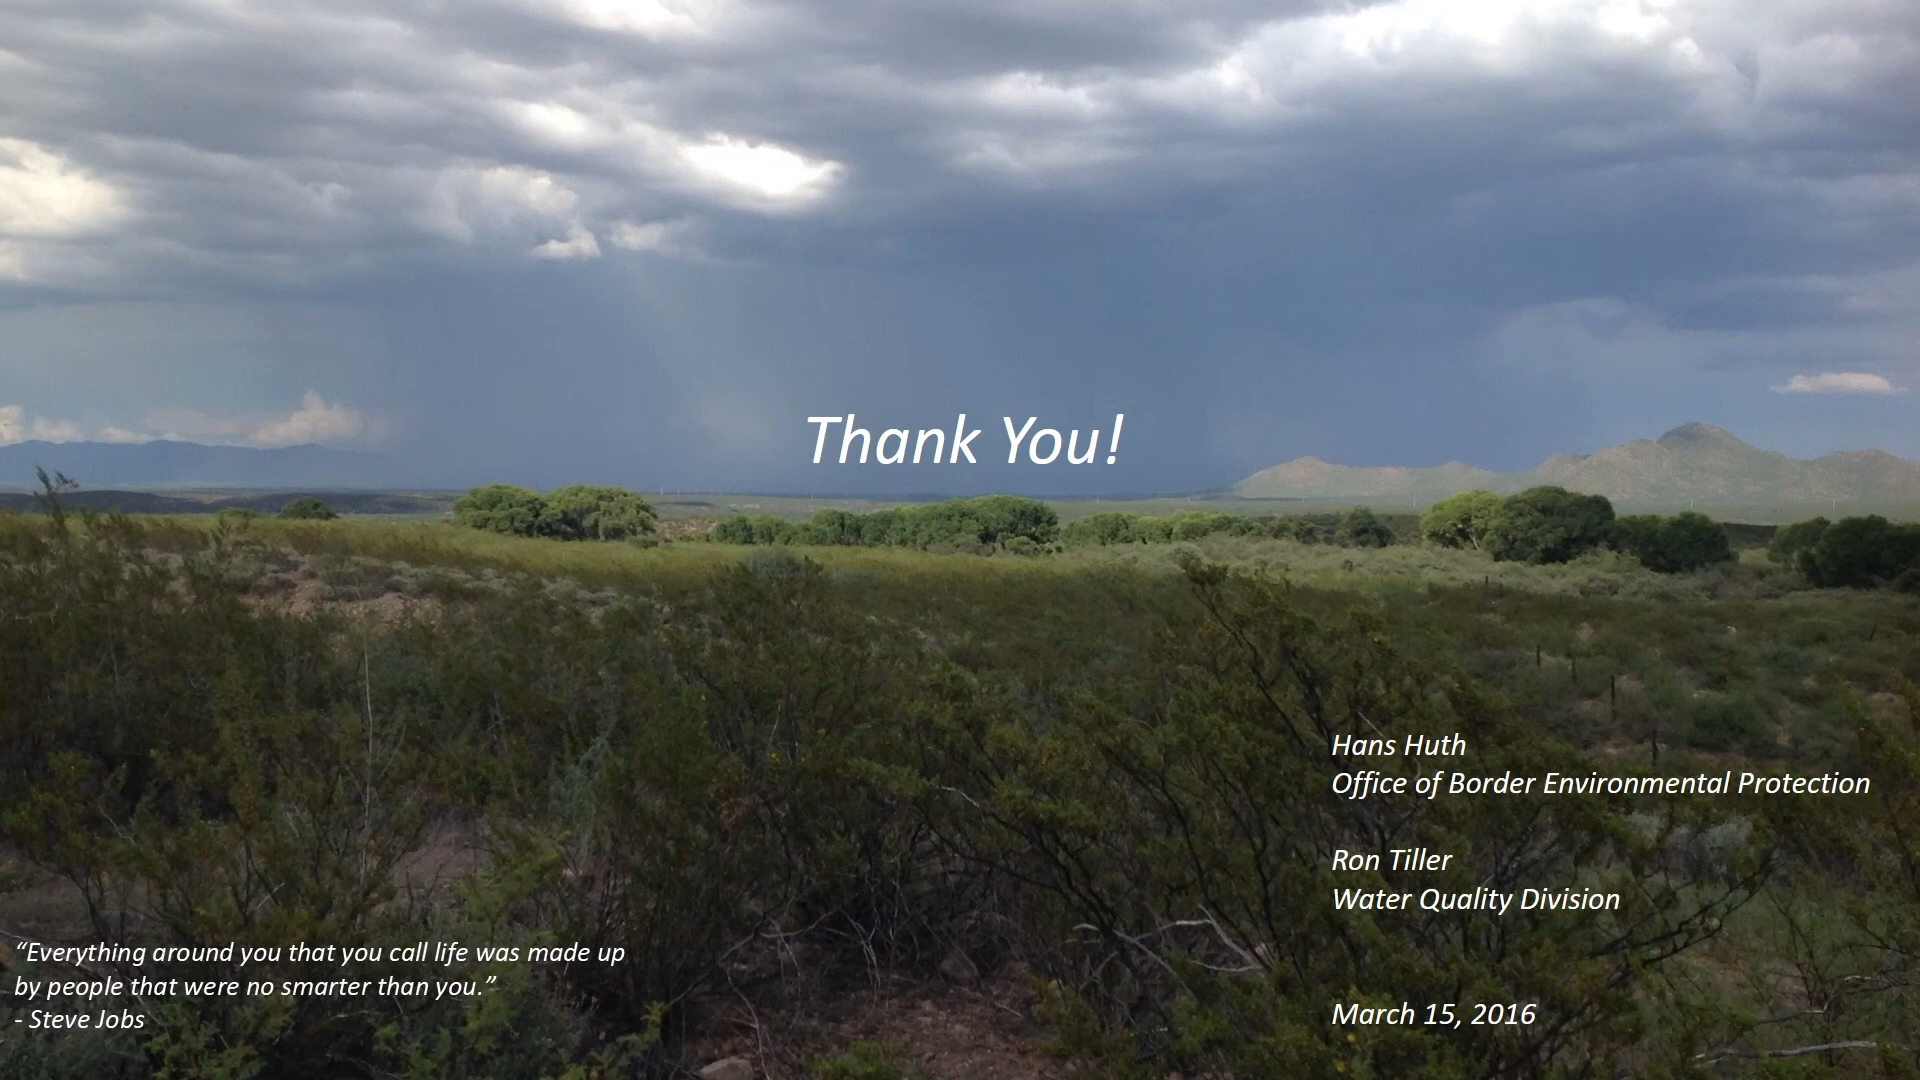 Thank You!
Hans Huth
Office of Border Environmental Protection
Ron Tiller
Water Quality Division
March 15, 2016
“Everything around you that you call life was made up
by people that were no smarter than you.”
- Steve Jobs